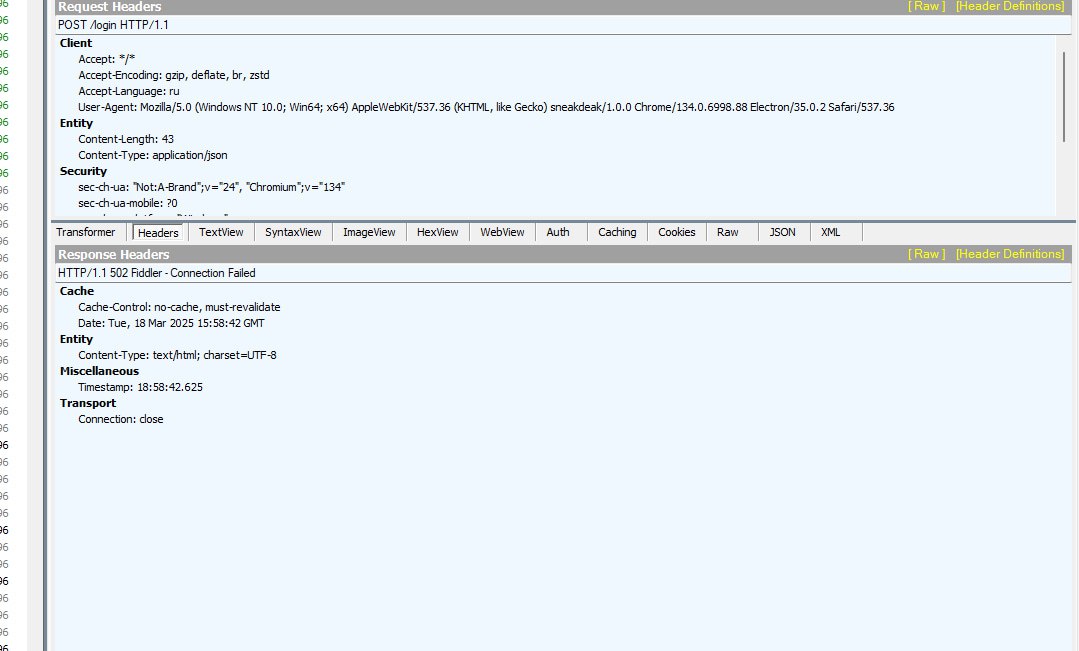 Request Headers [ Raw ] [Header Definitions]
POST /login HTTP/1.1
Client
Accept: */*
Accept-Encoding: gzip, deflate, br, zstd
Accept-Language: ru
User-Agent: Mozilla/5.0 (Windows NT 10.0; Win64; x64) AppleWebKit/537.36 (KHTML, like Gecko) sneakdeak/1.0.0 Chrome/134.0.6998.88 Electron/35.0.2 Safari/537.36
Entity
Content-Length: 43
Content-Type: application/json
Security
sec-ch-ua: "Not:A-Brand";v="24", "Chromium";v="134"
sec-ch-ua-mobile: ?0
Transformer Headers TextView SyntaxView ImageView HexView WebView Auth Caching Cookies Raw JSON XML
Response Headers [ Raw ] [Header Definitions]
HTTP/1.1 502 Fiddler - Connection Failed
Cache
Cache-Control: no-cache, must-revalidate
Date: Tue, 18 Mar 2025 15:58:42 GMT
Entity
Content-Type: text/html; charset=UTF-8
Miscellaneous
Timestamp: 18:58:42.625
Transport
Connection: close